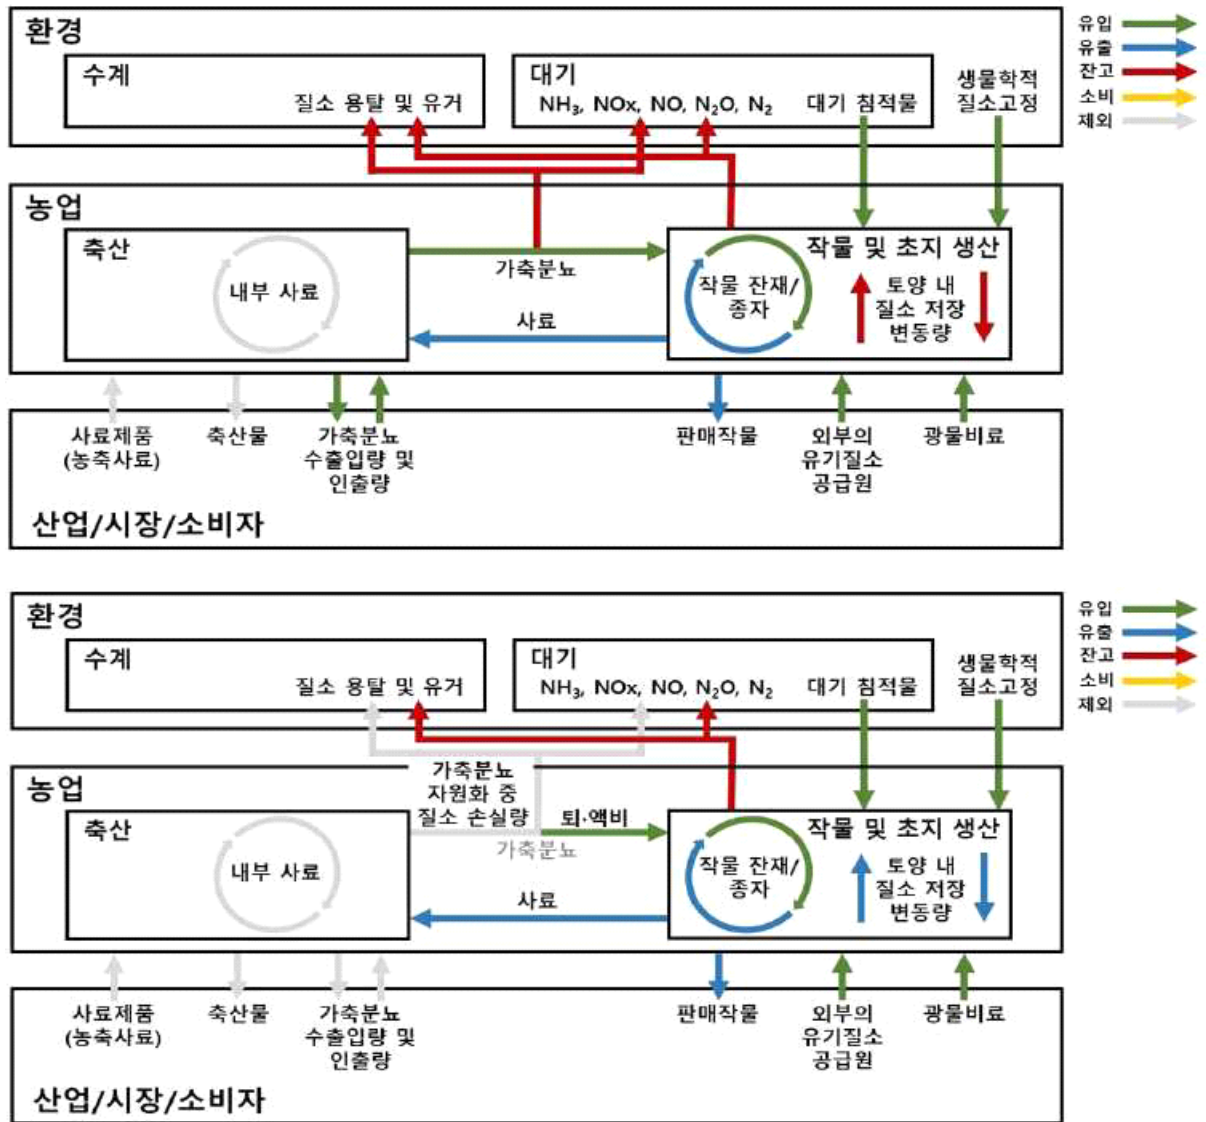 환경
수계
질소 용탈 및 유거
대기
NH₃, NOx, NO, N₂O, N₂
대기 침적물
생물학적
질소고정
유입
유출
잔고
소비
제외
농업
축산
내부 사료
가축분뇨
사료
작물 및 초지 생산
작물 잔재/
종자
토양 내
질소 저장
변동량
사료제품
(농축사료)
축산물
가축분뇨
수출입량 및
인출량
판매작물
외부의
유기질소
공급원
광물비료
산업/시장/소비자
환경
수계
질소 용탈 및 유거
대기
NH₃, NOx, NO, N₂O, N₂
대기 침적물
생물학적
질소고정
유입
유출
잔고
소비
제외
농업
축산
내부 사료
가축분뇨
자원화 중
질소 손실량
퇴·액비
가축분뇨
사료
작물 및 초지 생산
작물 잔재/
종자
토양 내
질소 저장
변동량
사료제품
(농축사료)
축산물
가축분뇨
수출입량 및
인출량
판매작물
외부의
유기질소
공급원
광물비료
산업/시장/소비자